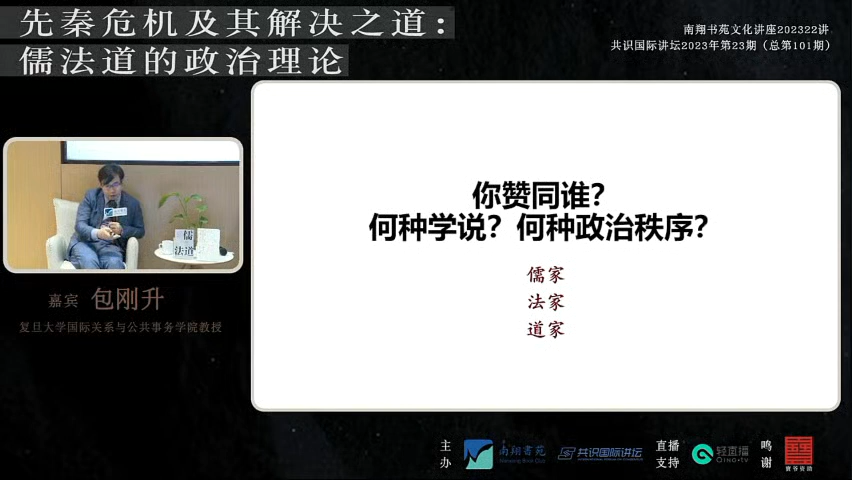 先秦危机及其解决之道：
儒法道的政治理论
南翔书苑文化讲座202322讲
共识国际讲坛2023年第23期（总第101期）
你赞同谁？
何种学说？何种政治秩序？
儒家
法家
道家
儒
法道
嘉宾 包刚升
复旦大学国际关系与公共事务学院教授
主办
南翔書苑
共识国际讲坛
直播支持
轻直播
QingTV
鸣谢